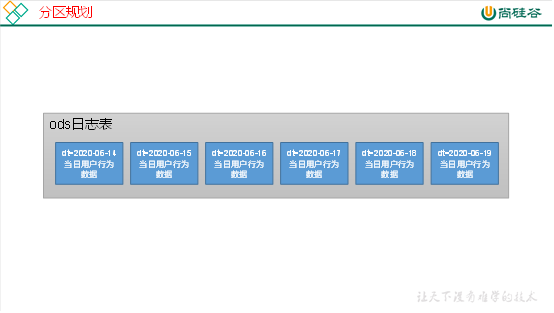 分区规划
尚硅谷
ods日志表
dt=2020-06-14
当日用户行为
数据
dt=2020-06-15
当日用户行为
数据
dt=2020-06-16
当日用户行为
数据
dt=2020-06-17
当日用户行为
数据
dt=2020-06-18
当日用户行为
数据
dt=2020-06-19
当日用户行为
数据
让天下没有难学的技术